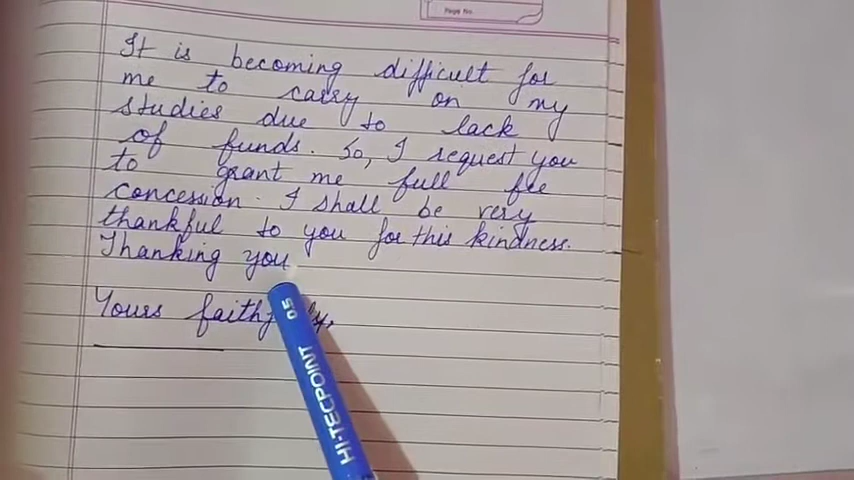 Page No.
It is becoming difficult for
me to carry on my
studies due to lack
of funds. So, I request you
to grant me full fee
concession. I shall be very
thankful to you for this kindness.
Thanking you
Yours faithfully,
0.5 HI-TECPOINT